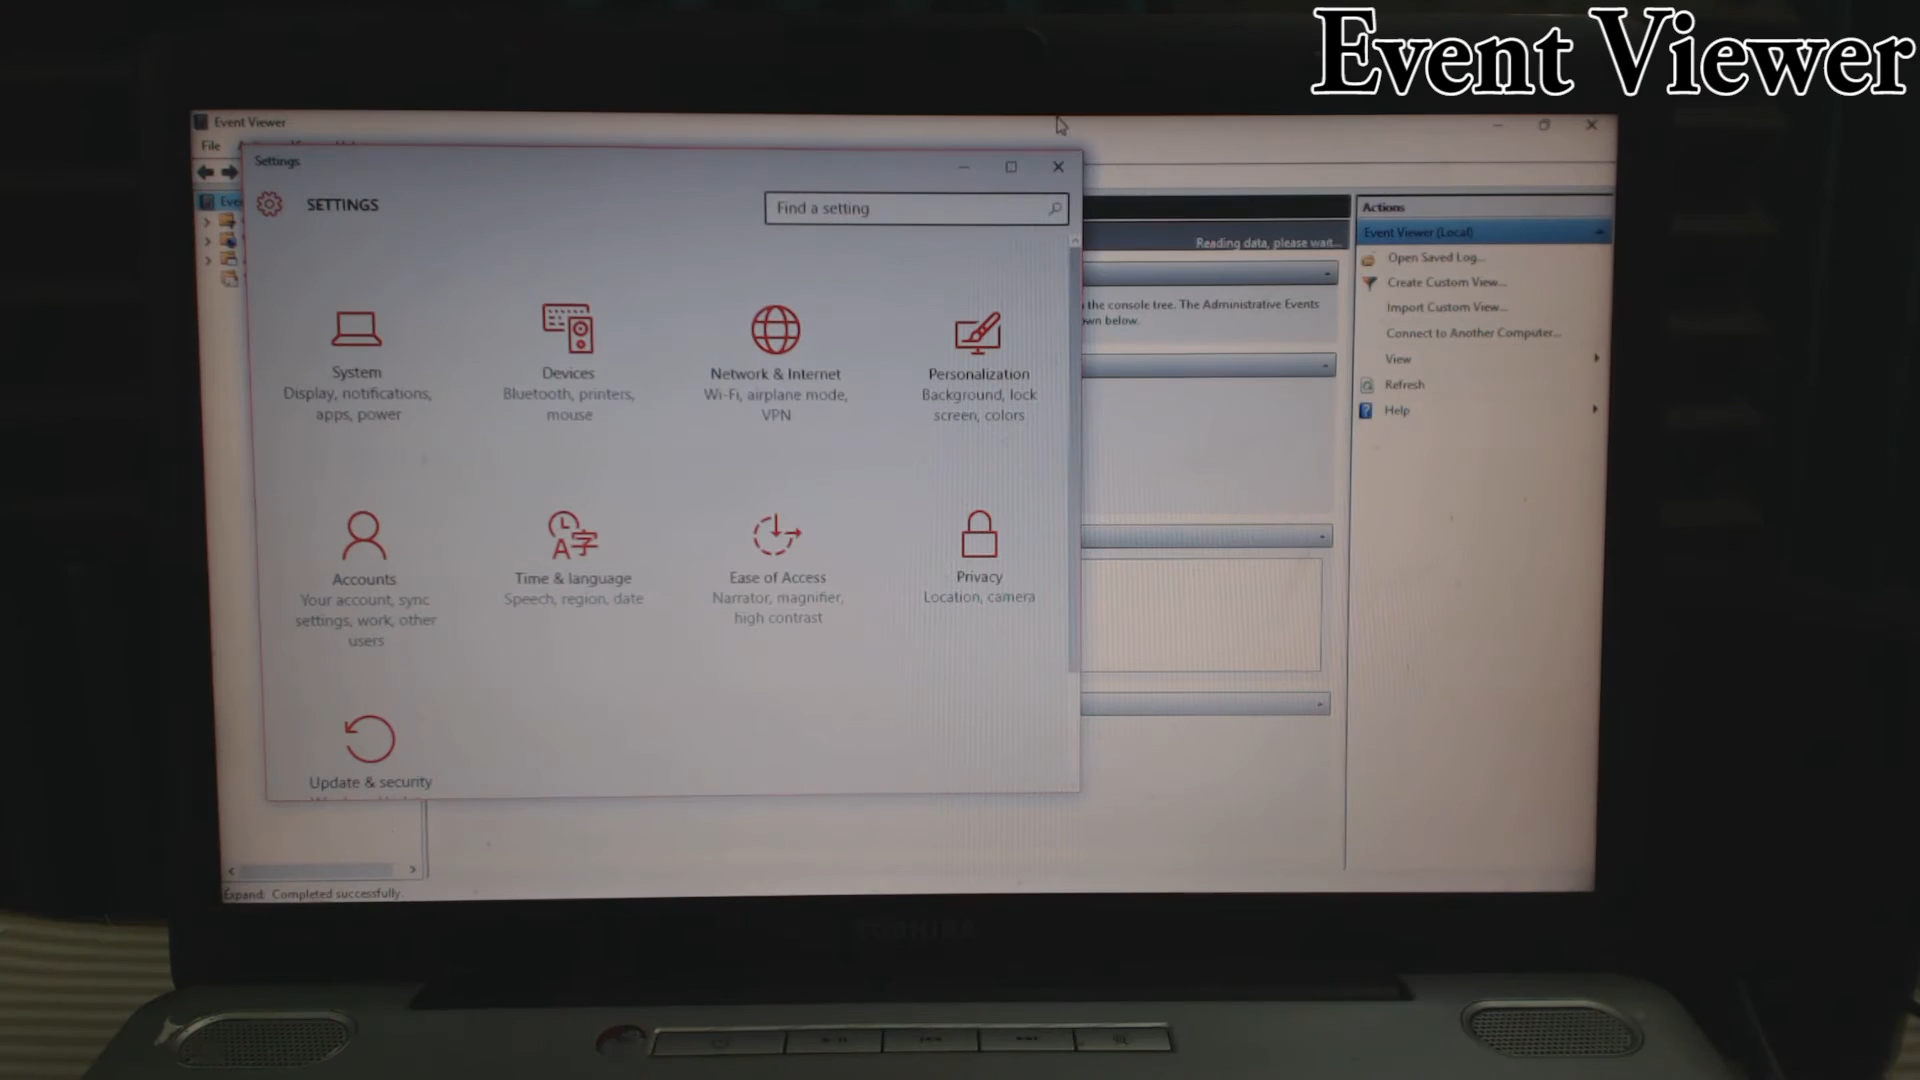 Event Viewer
Event Viewer
File
Settings
SETTINGS
Find a setting
System
Display, notifications,
apps, power
Devices
Bluetooth, printers,
mouse
Network & Internet
Wi-Fi, airplane mode,
VPN
Personalization
Background, lock
screen, colors
Accounts
Your account, sync
settings, work, other
users
Time & language
Speech, region, date
Ease of Access
Narrator, magnifier,
high contrast
Privacy
Location, camera
Update & security
Reading data, please wait...
the console tree. The Administrative Events
below.
Actions
Event Viewer (Local)
Open Saved Log...
Create Custom View...
Import Custom View...
Connect to Another Computer...
View
Refresh
Help
Expand: Completed successfully.
TOSHIBA